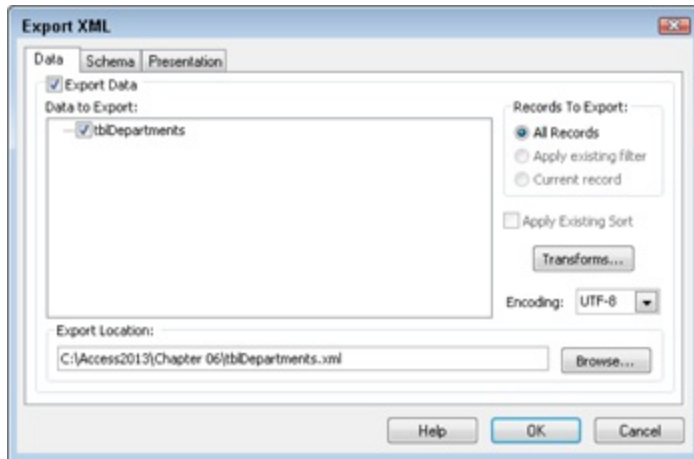 Export XML
Data Schema Presentation
Export Data
Data to Export:
Records To Export:
tblDepartments
All Records
Apply existing filter
Current record
Apply Existing Sort
Transforms...
Encoding: UTF-8
Export Location:
C:\Access2013\Chapter 06\tblDepartments.xml
Browse...
Help OK Cancel